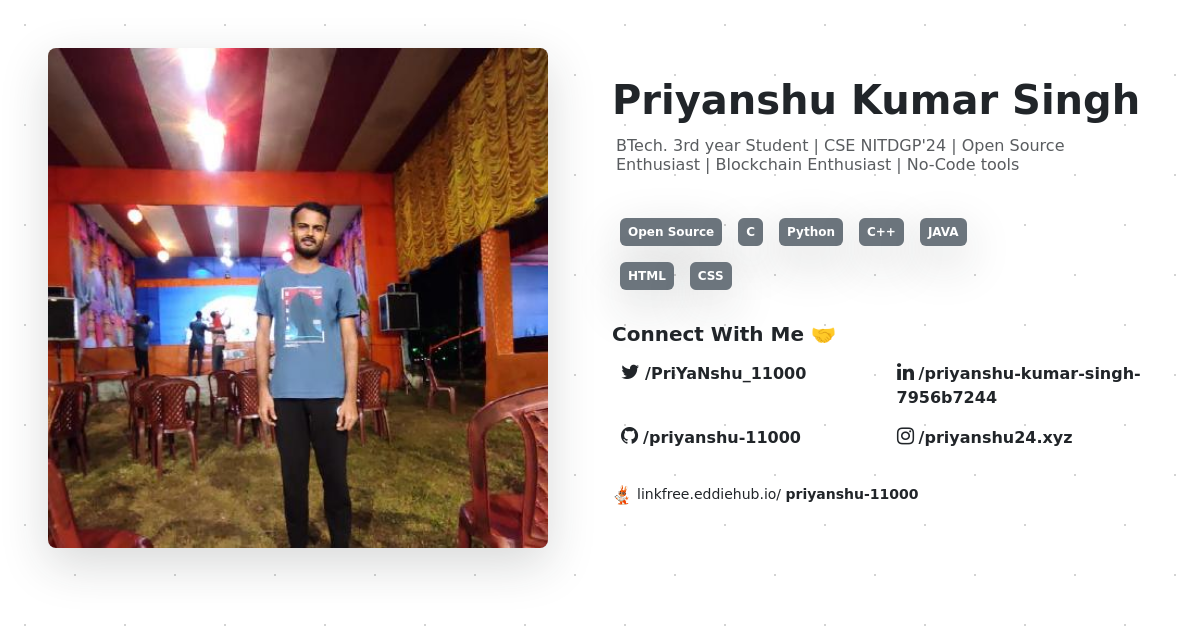 Priyanshu Kumar Singh
BTech. 3rd year Student | CSE NITDGP'24 | Open Source
Enthusiast | Blockchain Enthusiast | No-Code tools
Open Source C Python C++ JAVA
HTML CSS
Connect With Me 🤝
/PriYaNshu_11000
/priyanshu-kumar-singh-
7956b7244
/priyanshu-11000
/priyanshu24.xyz
linkfree.eddiehub.io/ priyanshu-11000